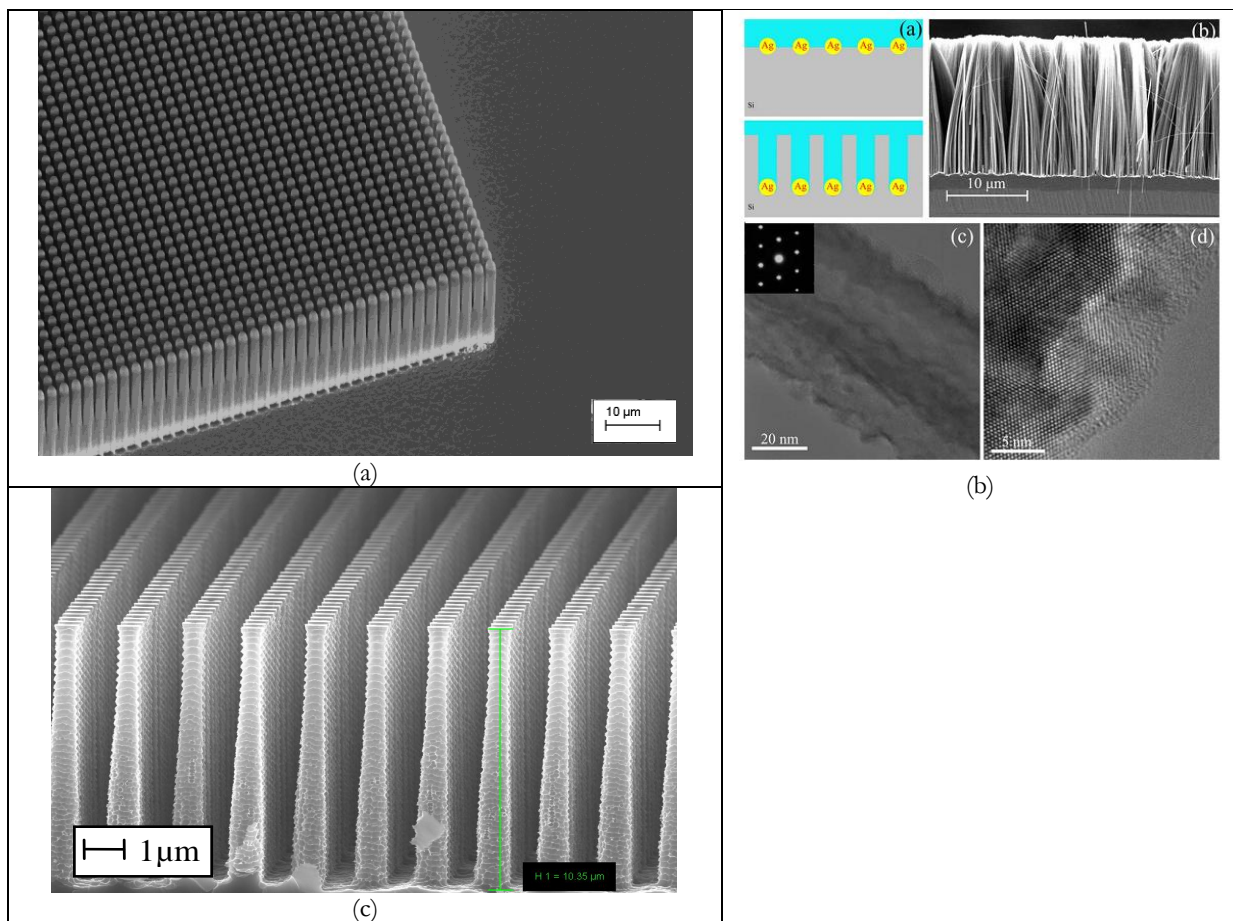 10 µm
(a)
(a)
Ag Ag Ag Ag Ag
Si
Ag Ag Ag Ag Ag
Si
(b)
10 µm
(c)
20 nm
(d)
5 nm
(b)
1µm
H 1 = 10.35 µm
(c)